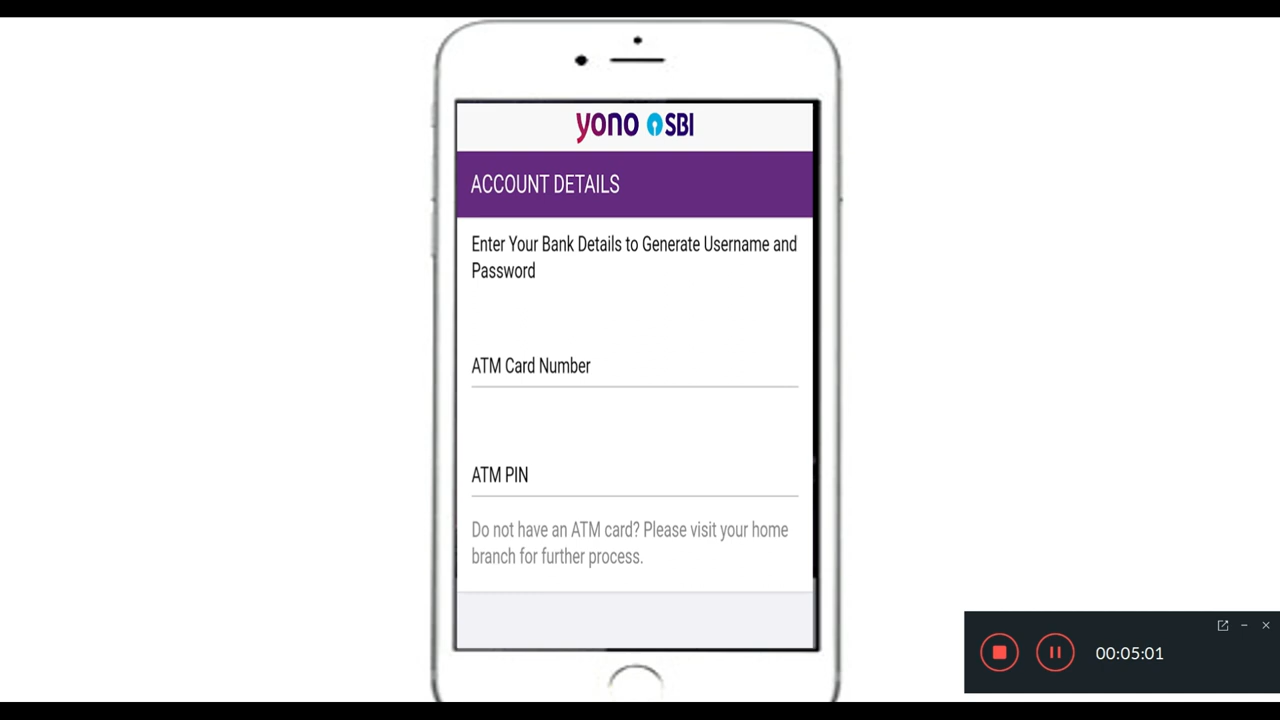 yono SBI
ACCOUNT DETAILS
Enter Your Bank Details to Generate Username and
Password
ATM Card Number
ATM PIN
Do not have an ATM card? Please visit your home
branch for further process.
00:05:01